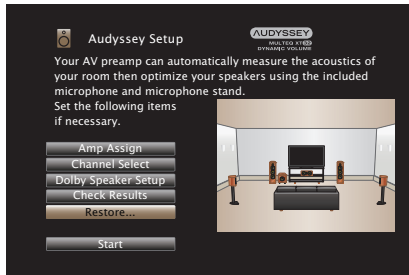 Audyssey Setup
AUDYSSEY
MULTEQ XT32
DYNAMIC VOLUME
Your AV preamp can automatically measure the acoustics of
your room then optimize your speakers using the included
microphone and microphone stand.
Set the following items
if necessary.
Amp Assign
Channel Select
Dolby Speaker Setup
Check Results
Restore...
Start